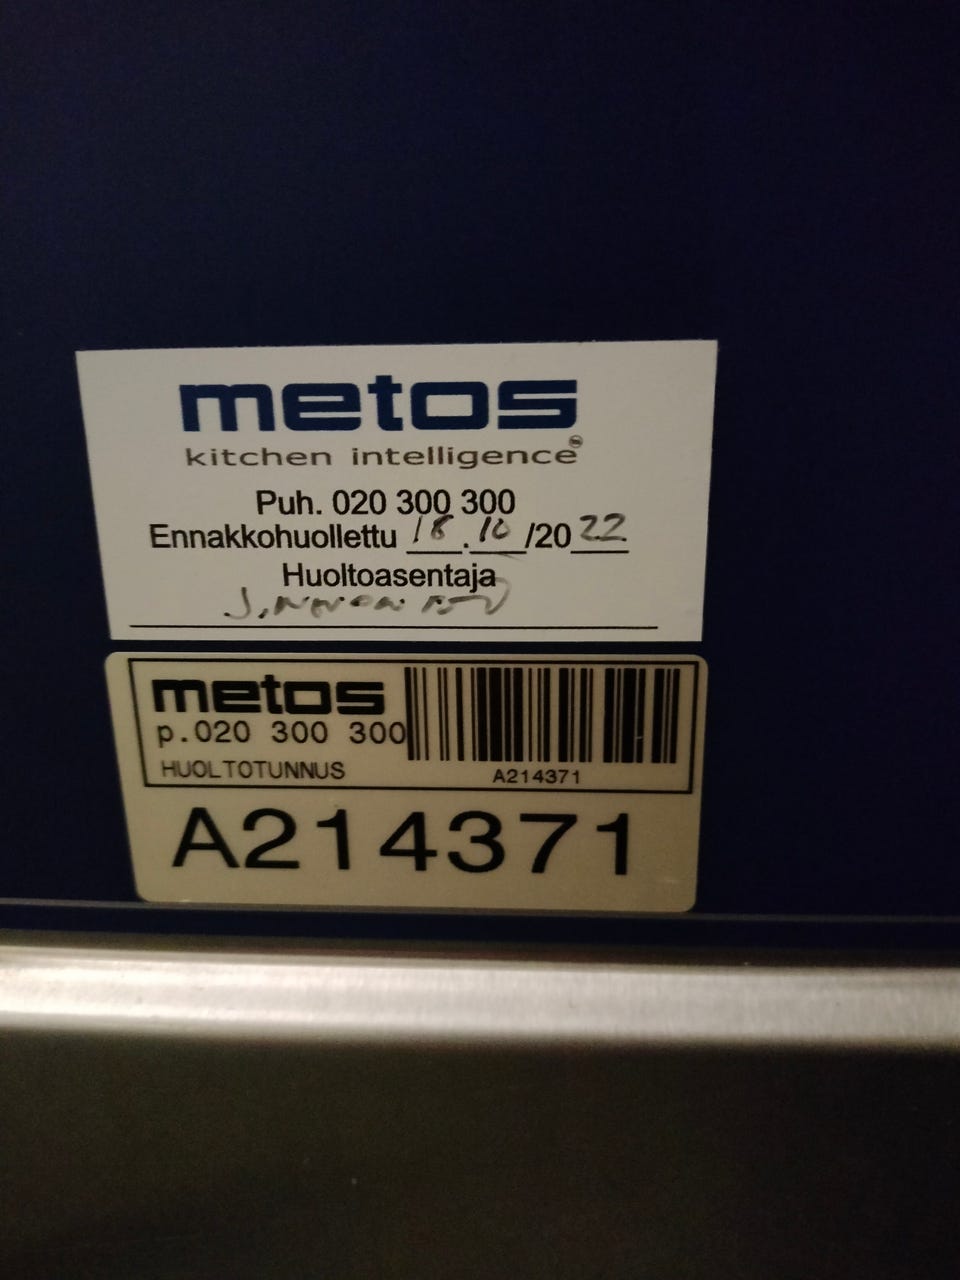 metos
kitchen intelligence
Puh. 020 300 300
Ennakkohuollettu 18.10/2022
Huoltoasentaja
metos
p.020 300 300
HUOLTOTUNNUS
A214371
A214371